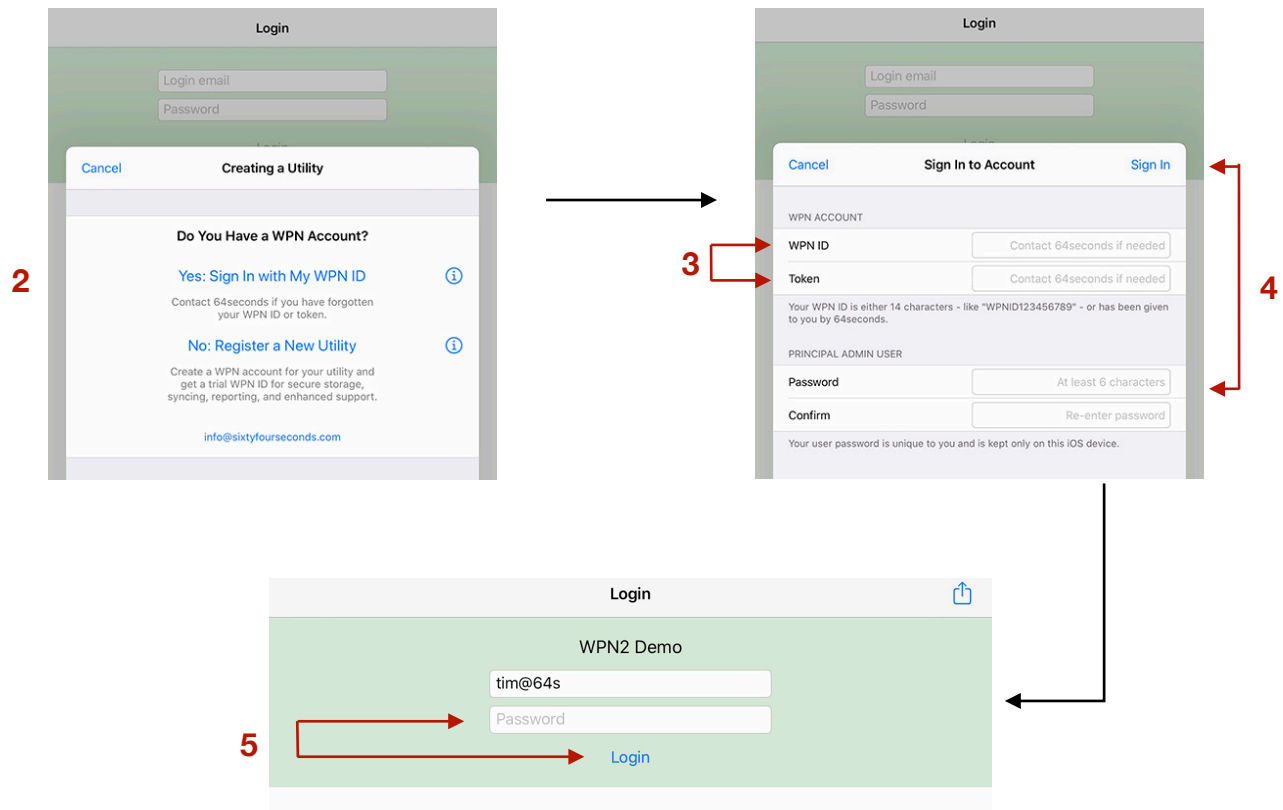 2
Login
Login email
Password
Login
Cancel
Creating a Utility
Do You Have a WPN Account?
Yes: Sign In with My WPN ID
Contact 64seconds if you have forgotten
your WPN ID or token.
No: Register a New Utility
Create a WPN account for your utility and
get a trial WPN ID for secure storage,
syncing, reporting, and enhanced support.
info@sixtyfourseconds.com
Login
Login email
Password
Login
Cancel
Sign In to Account
Sign In
WPN ACCOUNT
3
WPN ID
Contact 64seconds if needed
Token
Contact 64seconds if needed
4
Your WPN ID is either 14 characters - like "WPNID123456789" - or has been given
to you by 64seconds.
PRINCIPAL ADMIN USER
Password
At least 6 characters
Confirm
Re-enter password
Your user password is unique to you and is kept only on this iOS device.
Login
WPN2 Demo
tim@64s
Password
5
Login